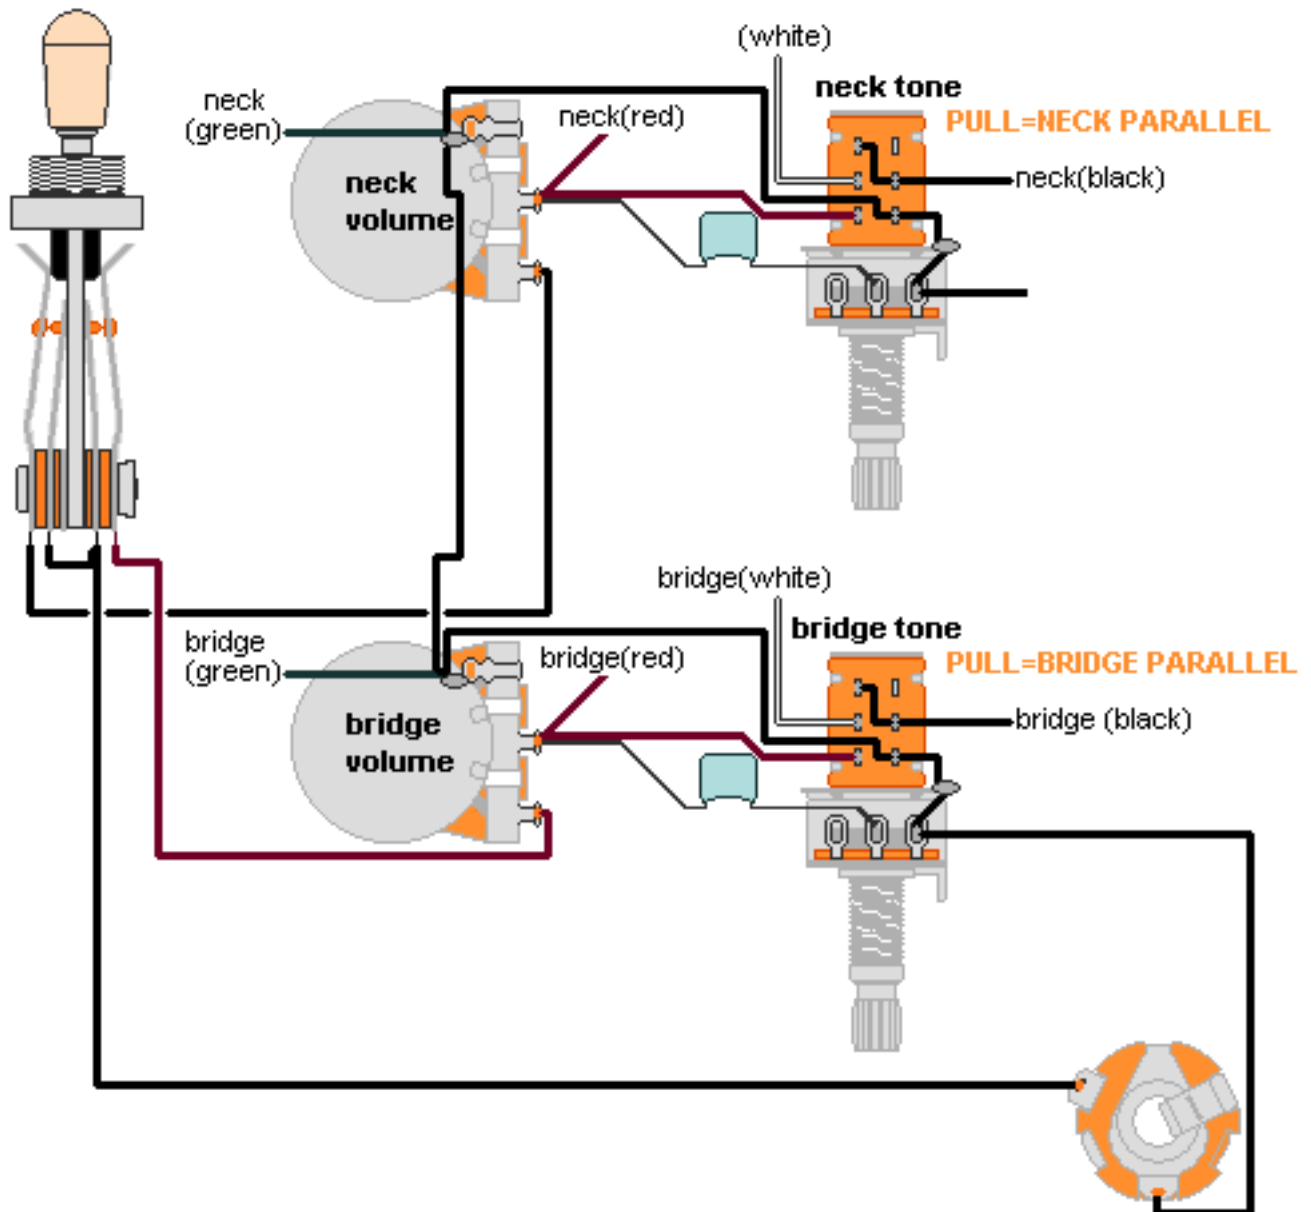 (white)
neck tone
neck
(green)
neck(red)
PULL=NECK PARALLEL
neck(black)
neck
volume
bridge(white)
bridge tone
bridge
(green)
bridge(red)
PULL=BRIDGE PARALLEL
bridge (black)
bridge
volume